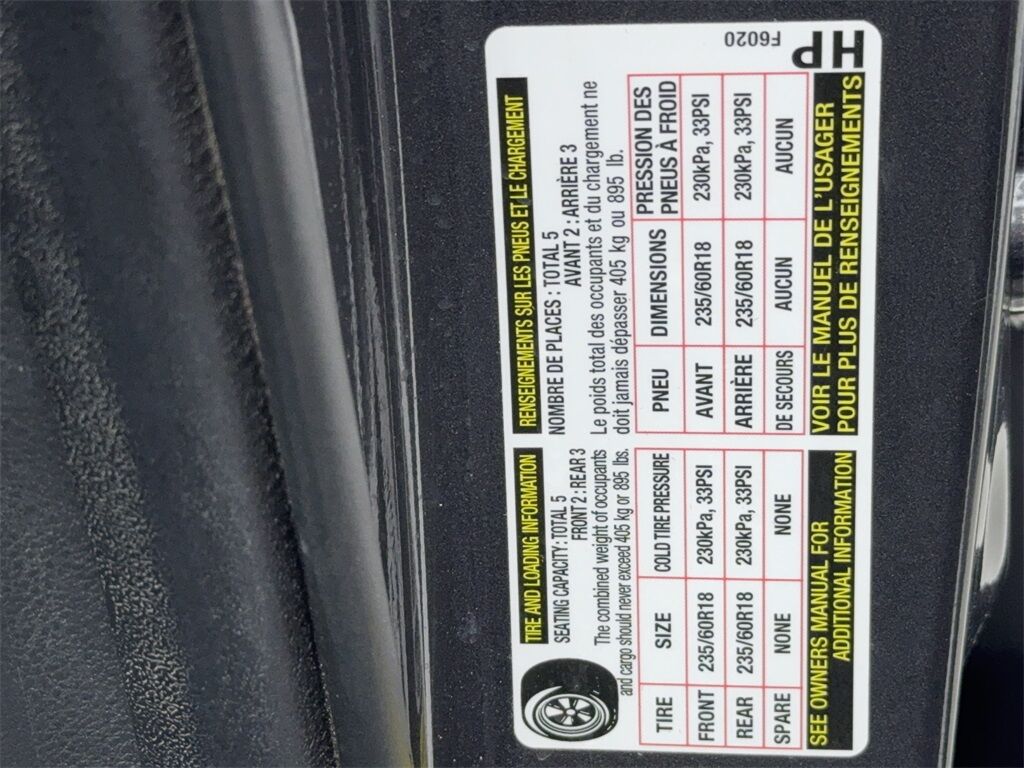 TIRE AND LOADING INFORMATION
SEATING CAPACITY: TOTAL 5
FRONT 2 : REAR 3
The combined weight of occupants
and cargo should never exceed 405 kg or 895 lbs.
TIRE SIZE COLD TIRE PRESSURE
FRONT 235/60R18 230kPa, 33PSI
REAR 235/60R18 230kPa, 33PSI
SPARE NONE NONE
SEE OWNERS MANUAL FOR
ADDITIONAL INFORMATION
RENSEIGNEMENTS SUR LES PNEUS ET LE CHARGEMENT
NOMBRE DE PLACES : TOTAL 5
AVANT 2 : ARRIÈRE 3
Le poids total des occupants et du chargement ne
doit jamais dépasser 405 kg ou 895 lb.
PNEU DIMENSIONS PRESSION DES
PNEUS À FROID
AVANT 235/60R18 230kPa, 33PSI
ARRIÈRE 235/60R18 230kPa, 33PSI
DE SECOURS AUCUN AUCUN
VOIR LE MANUEL DE L'USAGER
POUR PLUS DE RENSEIGNEMENTS
F6020
HP